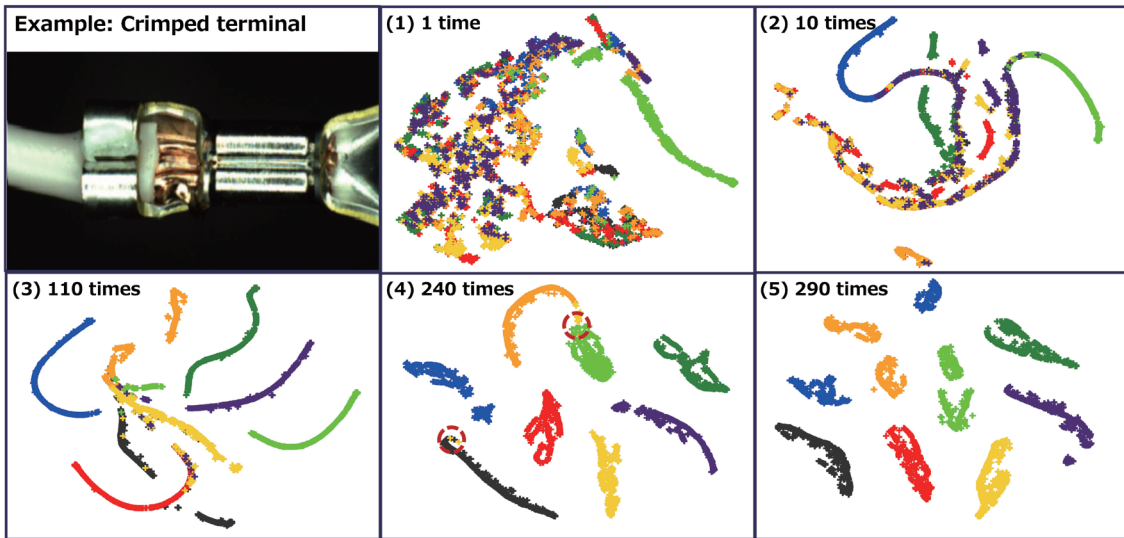 Example: Crimped terminal
(1) 1 time
(2) 10 times
(3) 110 times
(4) 240 times
(5) 290 times